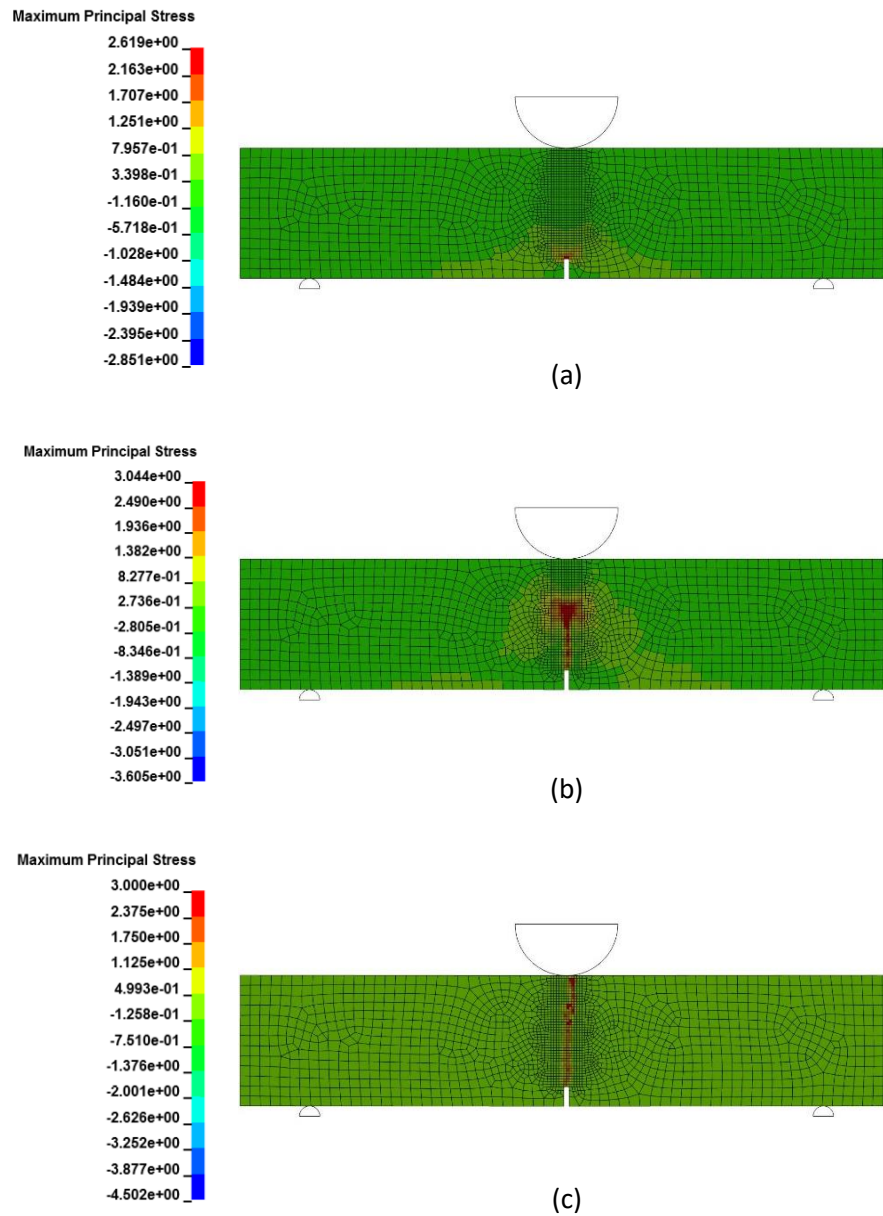 Maximum Principal Stress
2.619e+00
2.163e+00
1.707e+00
1.251e+00
7.957e-01
3.398e-01
-1.160e-01
-5.718e-01
-1.028e+00
-1.484e+00
-1.939e+00
-2.395e+00
-2.851e+00
(a)
Maximum Principal Stress
3.044e+00
2.490e+00
1.936e+00
1.382e+00
8.277e-01
2.736e-01
-2.805e-01
-8.346e-01
-1.389e+00
-1.943e+00
-2.497e+00
-3.051e+00
-3.605e+00
(b)
Maximum Principal Stress
3.000e+00
2.375e+00
1.750e+00
1.125e+00
4.993e-01
-1.258e-01
-7.510e-01
-1.376e+00
-2.001e+00
-2.626e+00
-3.252e+00
-3.877e+00
-4.502e+00
(c)